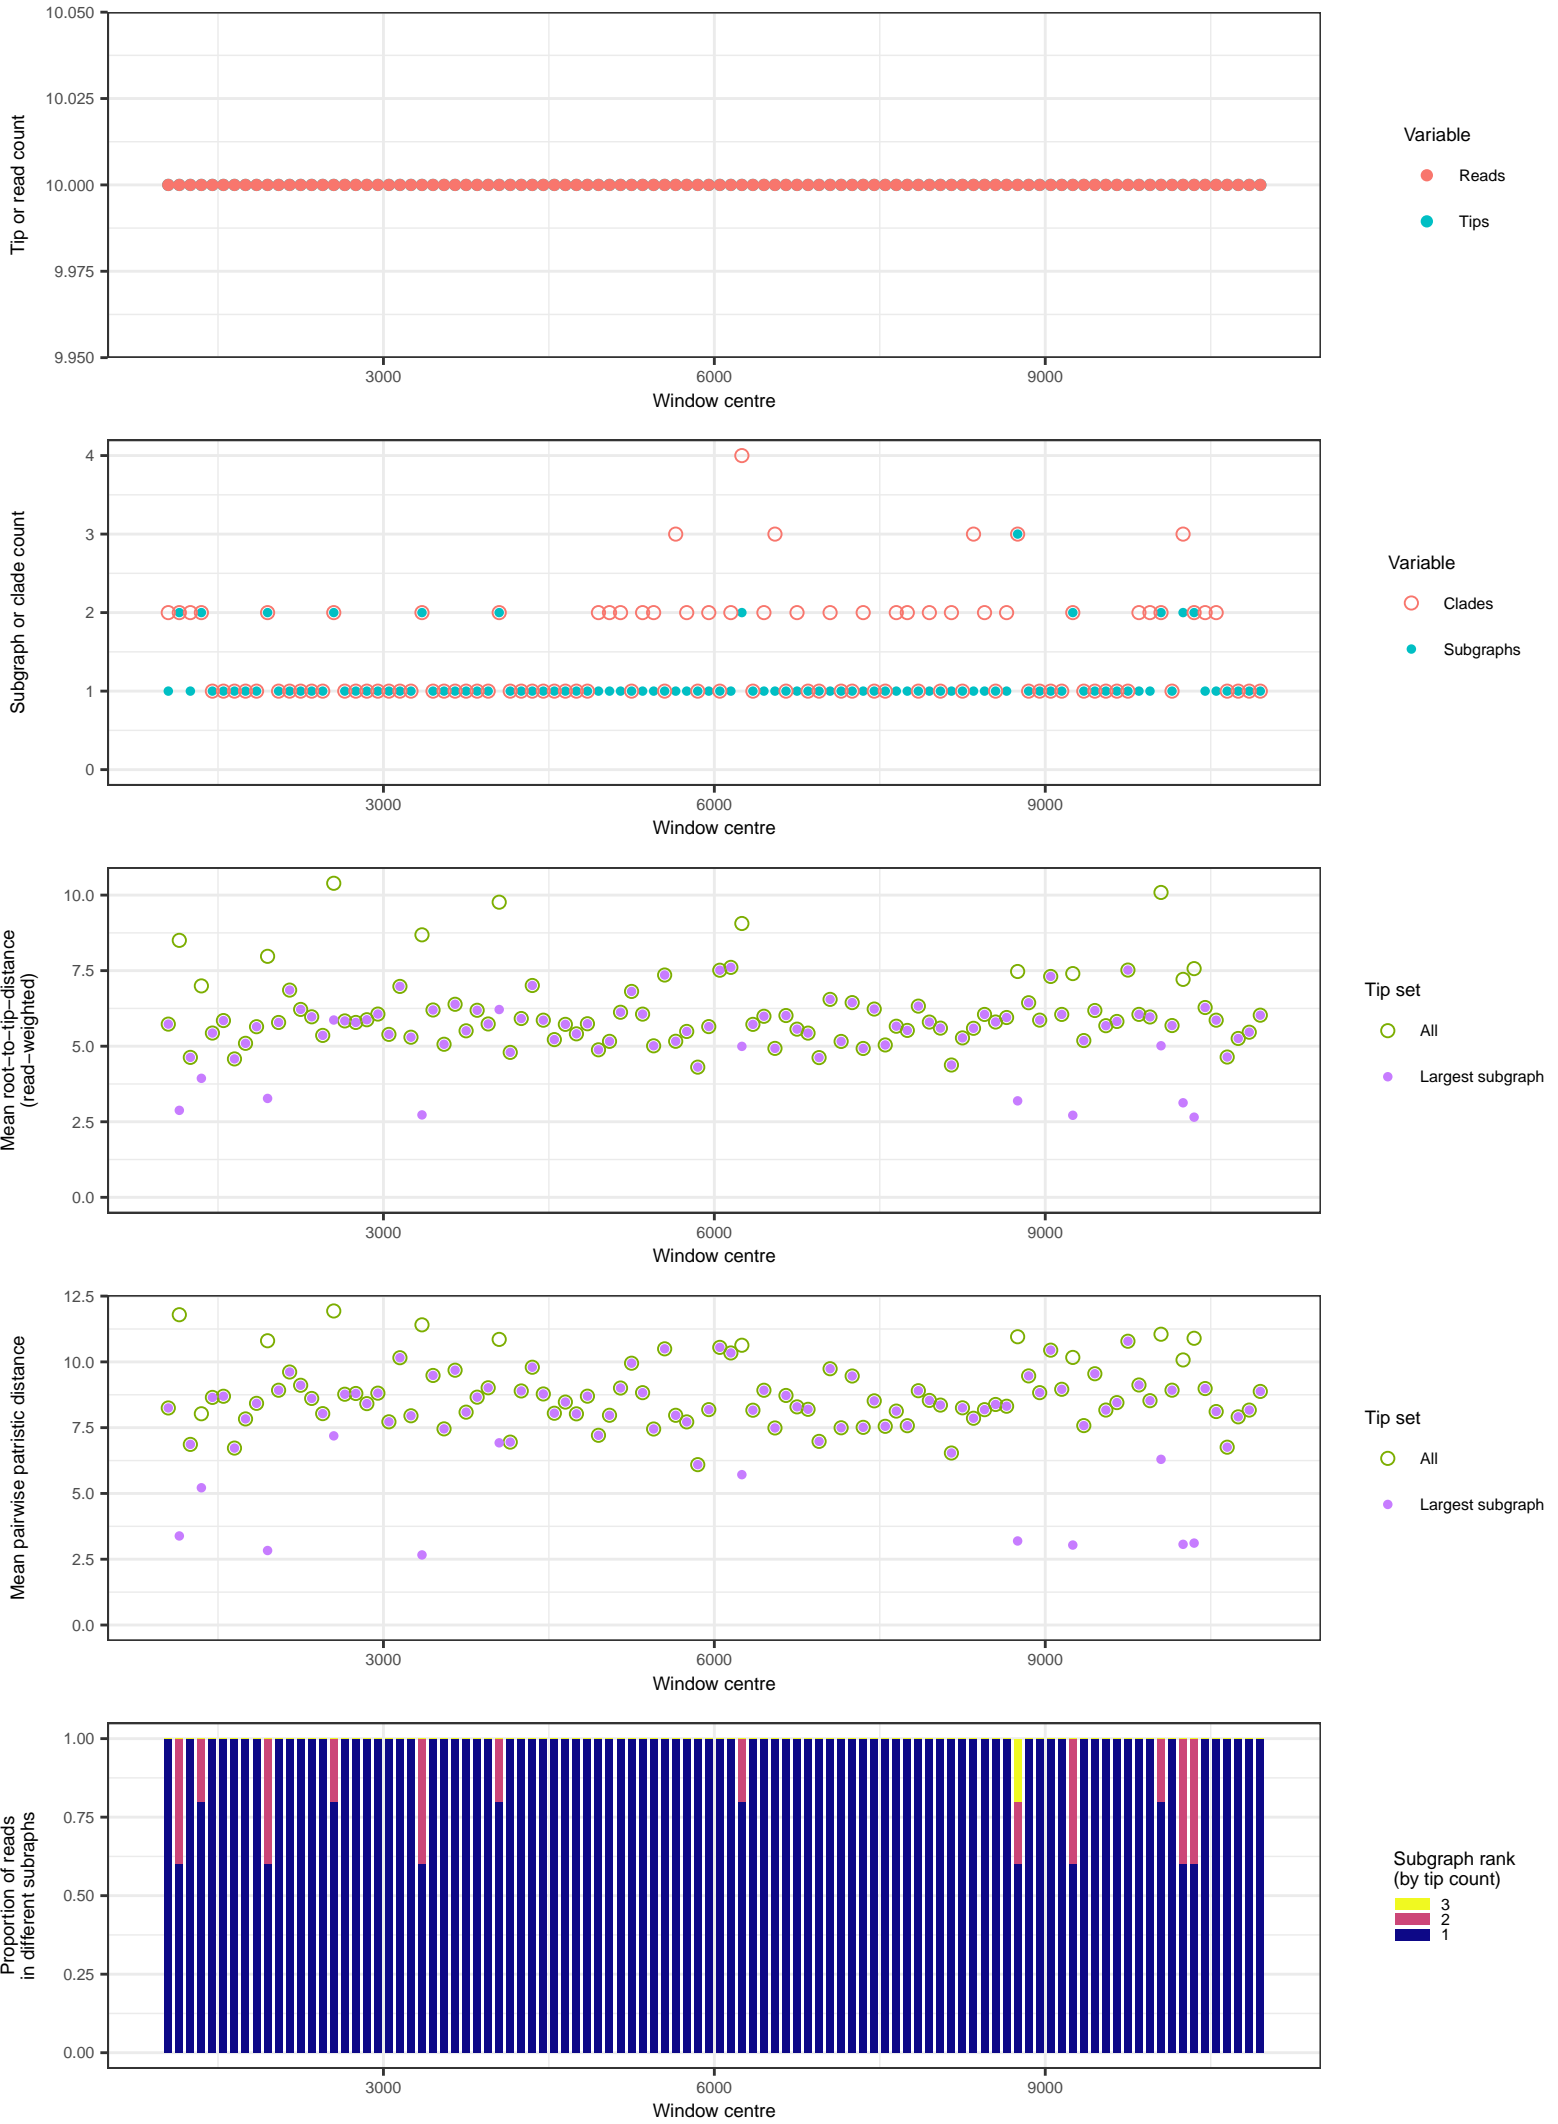 10.050
10.025
10.000
9.975
9.950
Tip or read count
3000 6000 9000
Window centre
Variable
Reads
Tips
4
3
2
1
0
Subgraph or clade count
3000 6000 9000
Window centre
Variable
Clades
Subgraphs
10.0
7.5
5.0
2.5
0.0
Mean root−to−tip−distance
(read−weighted)
3000 6000 9000
Window centre
Tip set
All
Largest subgraph
12.5
10.0
7.5
5.0
2.5
0.0
Mean pairwise patristic distance
3000 6000 9000
Window centre
Tip set
All
Largest subgraph
1.00
0.75
0.50
0.25
0.00
Proportion of reads
in different subraphs
3000 6000 9000
Window centre
Subgraph rank
(by tip count)
3
2
1